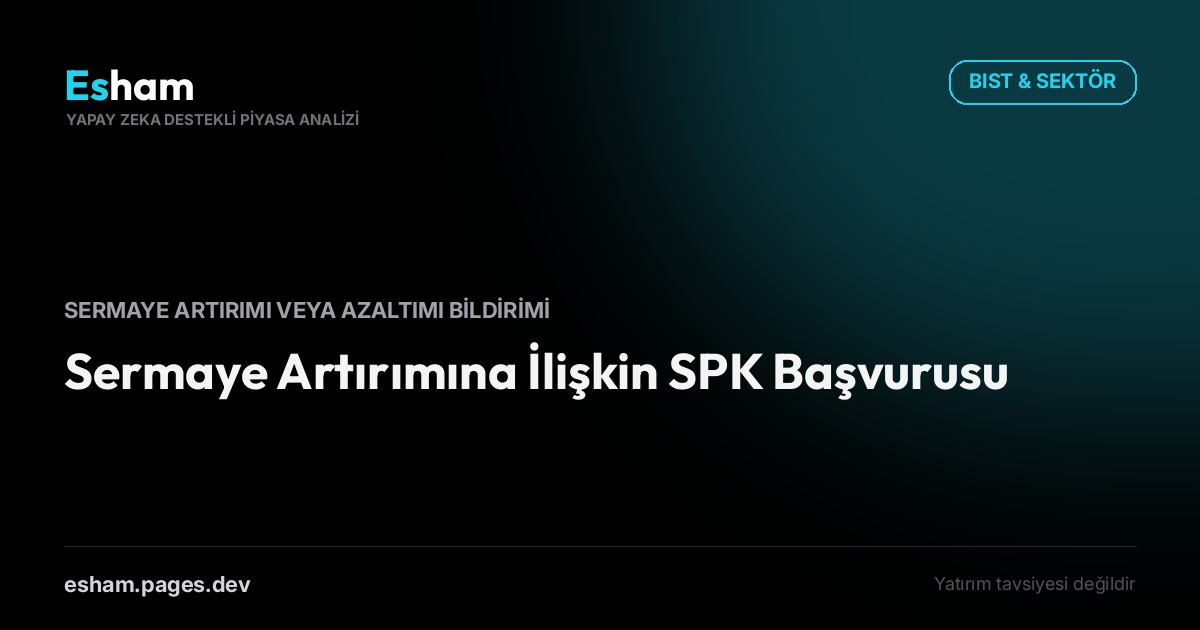 Esham
YAPAY ZEKA DESTEKLİ PİYASA ANALİZİ
BIST & SEKTÖR
SERMAYE ARTIRIMI VEYA AZALTIMI BİLDİRİMİ
Sermaye Artırımına İlişkin SPK Başvurusu
esham.pages.dev
Yatırım tavsiyesi değildir